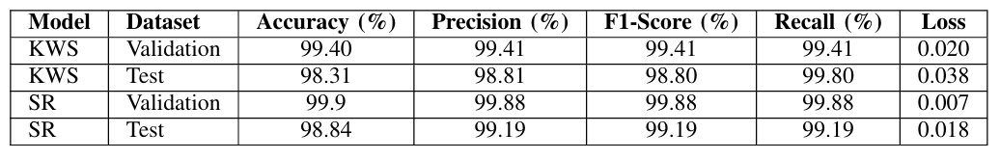 Model Dataset Accuracy (%) Precision (%) F1-Score (%) Recall (%) Loss
KWS Validation 99.40 99.41 99.41 99.41 0.020
KWS Test 98.31 98.81 98.80 99.80 0.038
SR Validation 99.9 99.88 99.88 99.88 0.007
SR Test 98.84 99.19 99.19 99.19 0.018